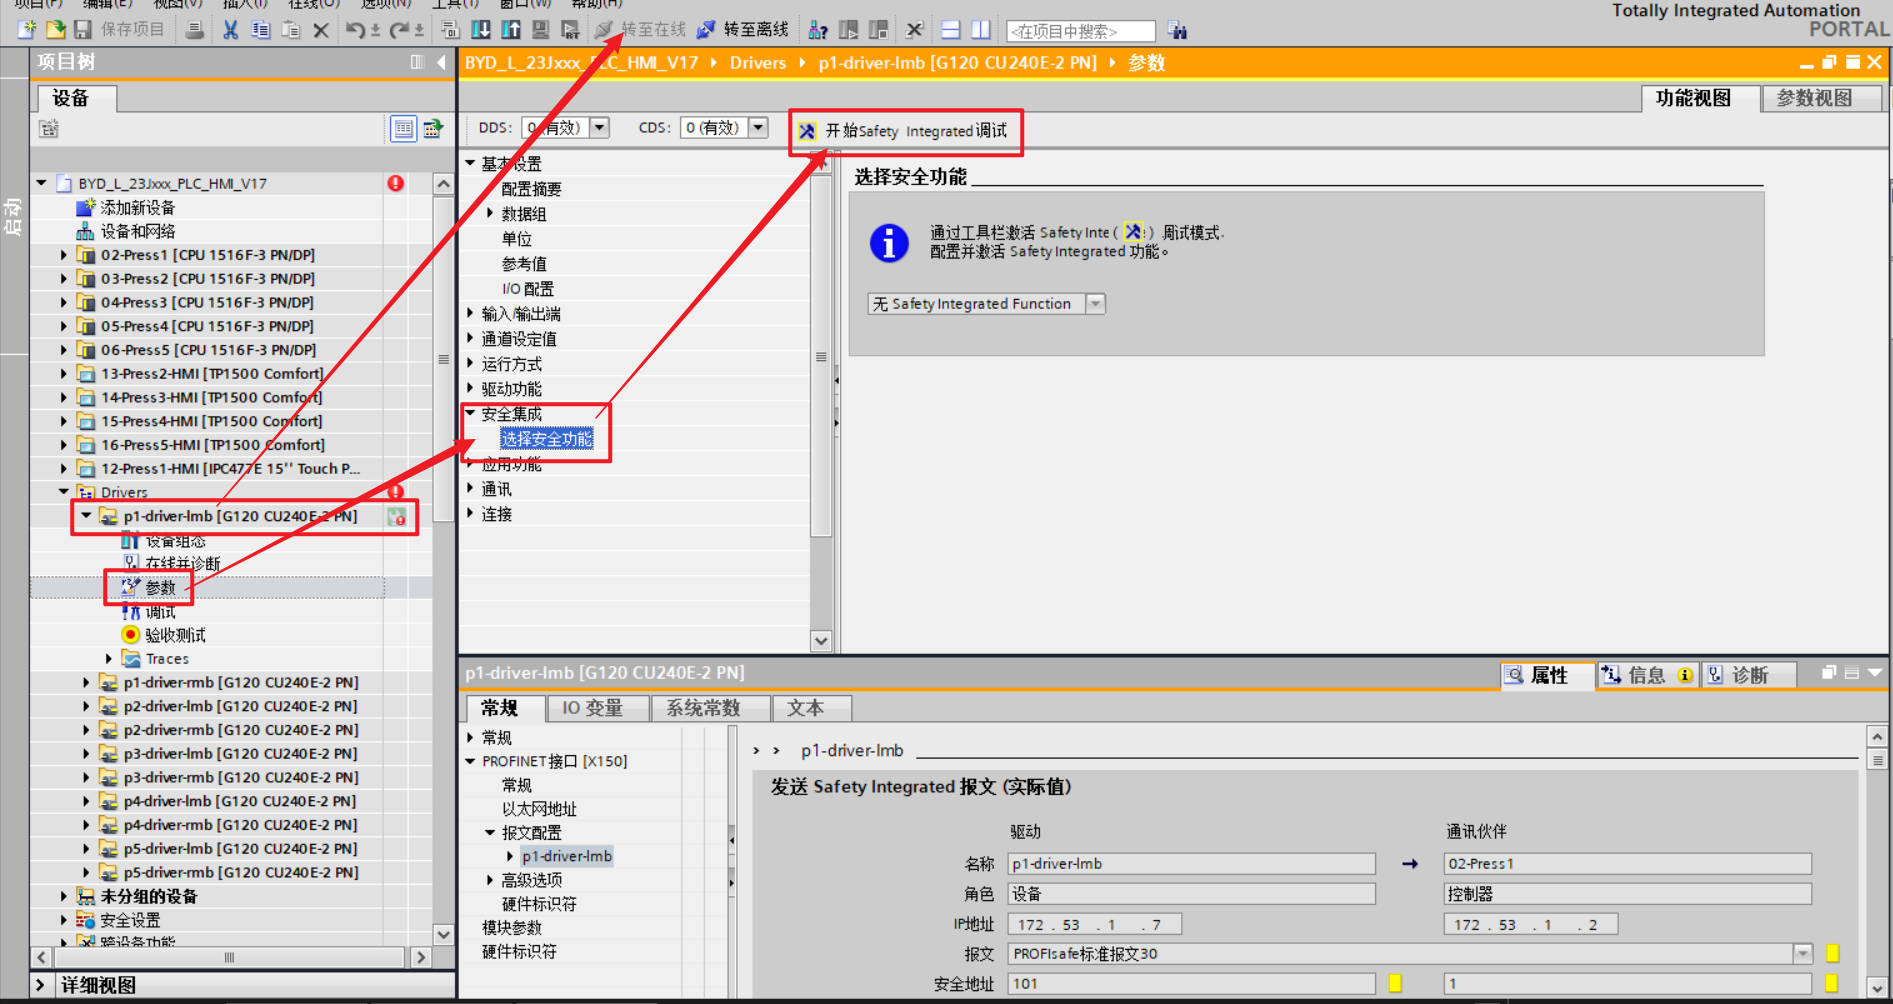 项目(P) 编辑(E) 视图(V) 插入(I) 在线(O) 选项(N) 工具(T) 窗口(W) 帮助(H)
Totally Integrated Automation
PORTAL
保存项目
转至在线
转至离线
<在项目中搜索>
项目树
BYD_L_23Jxxx_PLC_HMI_V17 Drivers p1-driver-lmb [G120 CU240E-2 PN] 参数
设备
功能视图
参数视图
启动
DDS: 0 (有效)
CDS: 0 (有效)
开始Safety Integrated调试
BYD_L_23Jxxx_PLC_HMI_V17
添加新设备
设备和网络
02-Press1 [CPU 1516F-3 PN/DP]
03-Press2 [CPU 1516F-3 PN/DP]
04-Press3 [CPU 1516F-3 PN/DP]
05-Press4 [CPU 1516F-3 PN/DP]
06-Press5 [CPU 1516F-3 PN/DP]
13-Press2-HMI [TP1500 Comfort]
14-Press3-HMI [TP1500 Comfort]
15-Press4-HMI [TP1500 Comfort]
16-Press5-HMI [TP1500 Comfort]
12-Press1-HMI [IPC477E 15'' Touch P...
Drivers
p1-driver-lmb [G120 CU240E-2 PN]
设备组态
在线并诊断
参数
调试
验收测试
Traces
p1-driver-rmb [G120 CU240E-2 PN]
p2-driver-lmb [G120 CU240E-2 PN]
p2-driver-rmb [G120 CU240E-2 PN]
p3-driver-lmb [G120 CU240E-2 PN]
p3-driver-rmb [G120 CU240E-2 PN]
p4-driver-lmb [G120 CU240E-2 PN]
p4-driver-rmb [G120 CU240E-2 PN]
p5-driver-lmb [G120 CU240E-2 PN]
p5-driver-rmb [G120 CU240E-2 PN]
未分组的设备
安全设置
跨设备功能
详细视图
基本设置
配置摘要
数据组
单位
参考值
I/O 配置
输入/输出端
通道设定值
运行方式
驱动功能
安全集成
选择安全功能
应用功能
通讯
连接
选择安全功能
通过工具栏激活 Safety Inte ( ) 周试模式.
配置并激活 Safety Integrated 功能。
无 Safety Integrated Function
p1-driver-lmb [G120 CU240E-2 PN]
属性
信息
诊断
常规
IO 变量
系统常数
文本
常规
PROFINET接口 [X150]
常规
以太网地址
报文配置
p1-driver-lmb
高级选项
硬件标识符
模块参数
硬件标识符
> > p1-driver-lmb
发送 Safety Integrated 报文 (实际值)
驱动
通讯伙伴
名称 p1-driver-lmb → 02-Press1
角色 设备 控制器
IP地址 172 . 53 . 1 . 7 172 . 53 . 1 . 2
报文 PROFIsafe标准报文30
安全地址 101 1